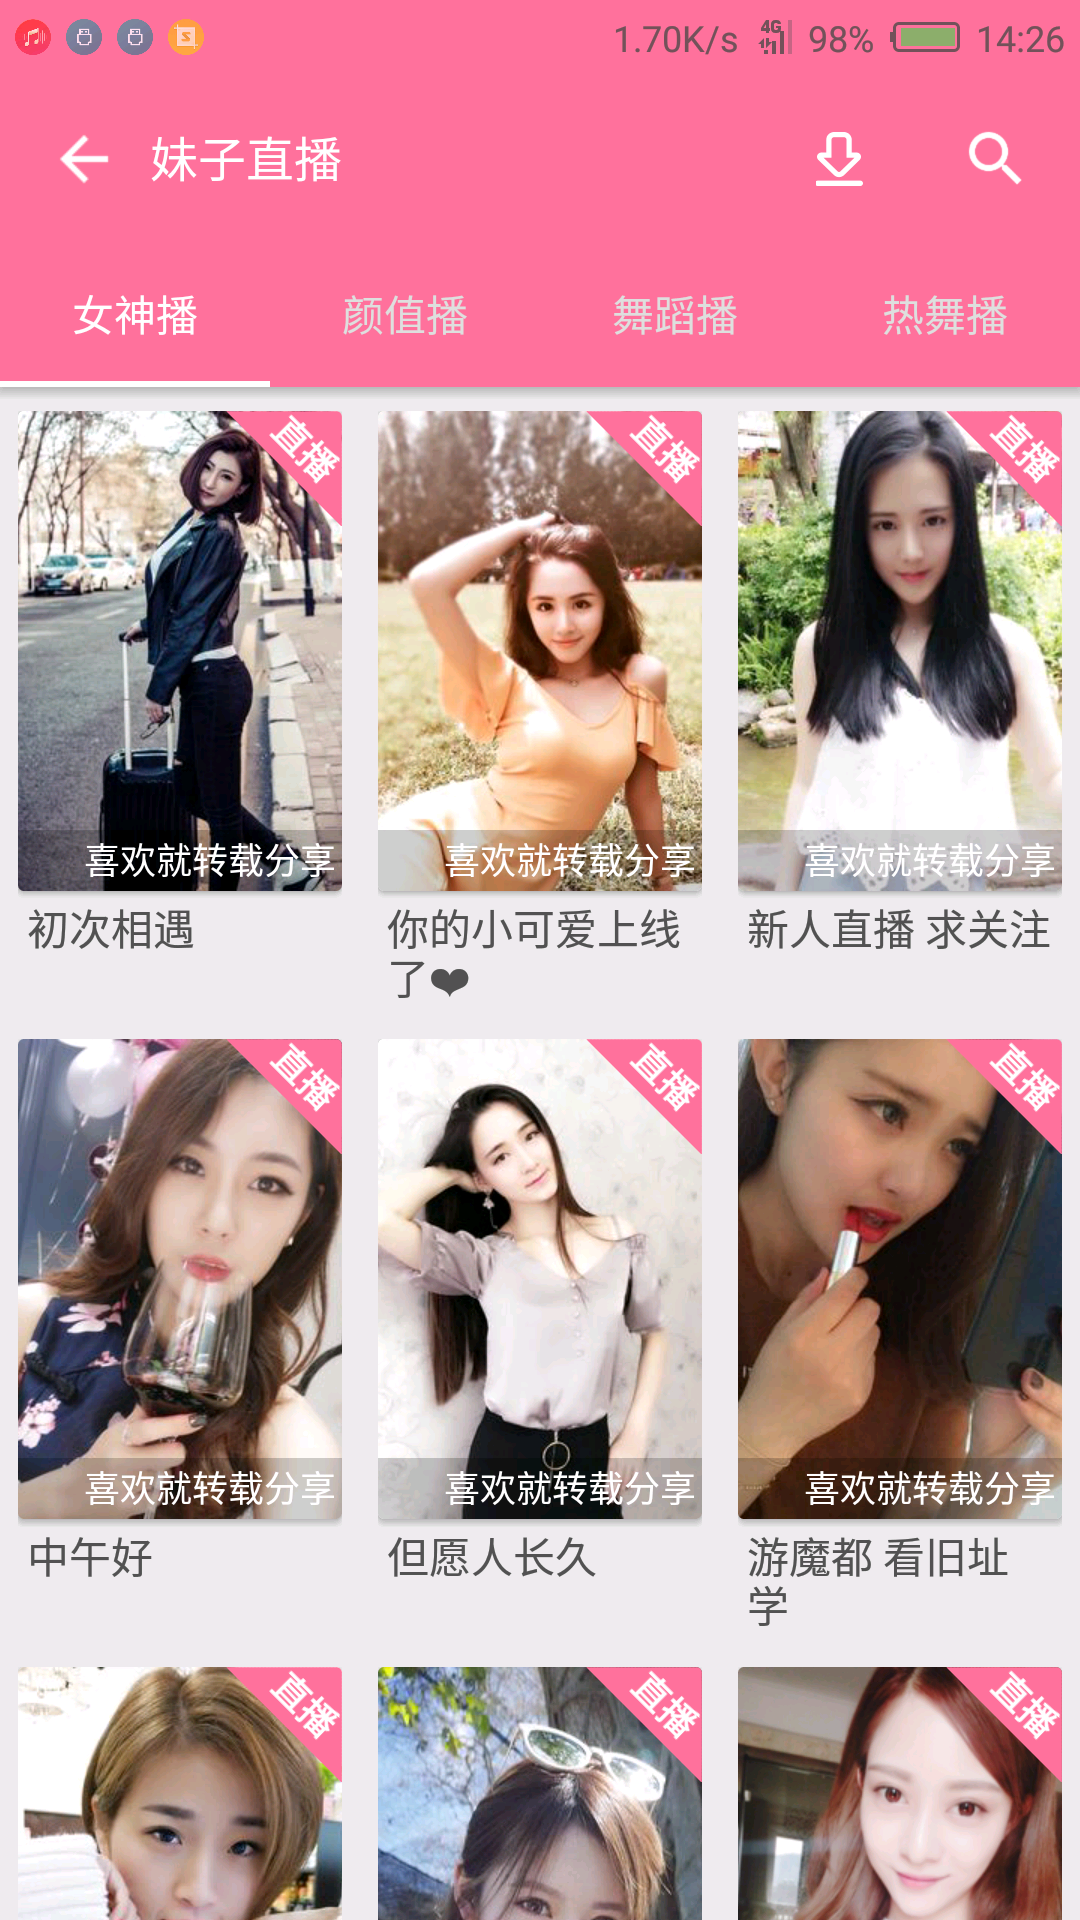 1.70K/s 4G 98% 14:26
妹子直播
女神播 颜值播 舞蹈播 热舞播
直播 直播 直播
喜欢就转载分享 喜欢就转载分享 喜欢就转载分享
初次相遇 你的小可爱上线 新人直播 求关注
了❤
直播 直播 直播
喜欢就转载分享 喜欢就转载分享 喜欢就转载分享
中午好 但愿人长久 游魔都 看旧址
学
直播 直播 直播